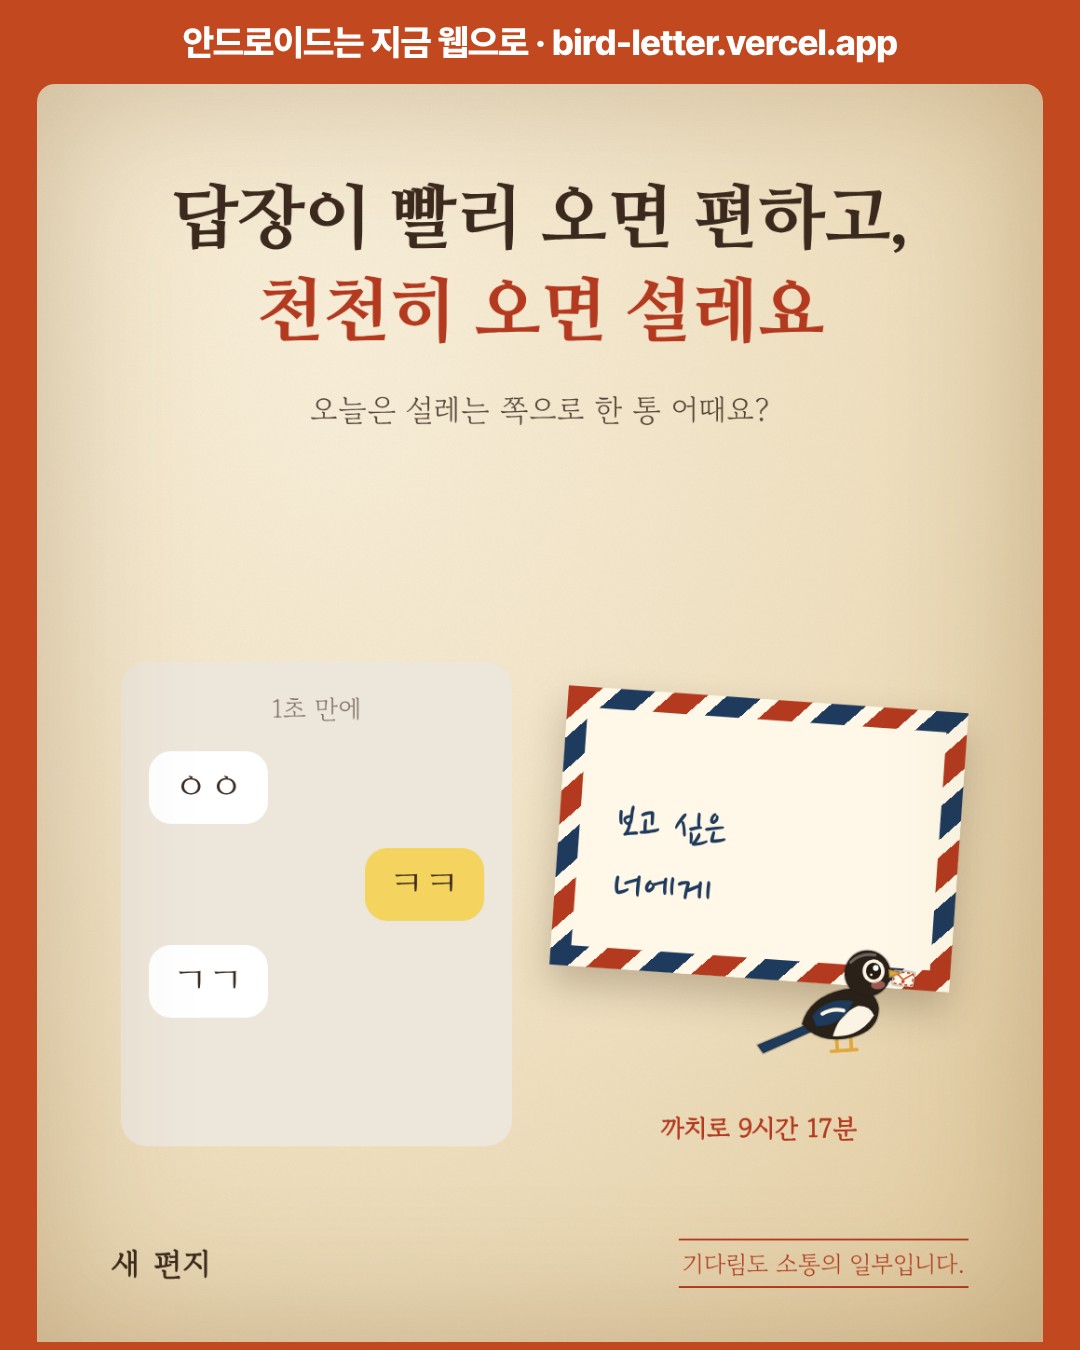 안드로이드는 지금 웹으로 · bird-letter.vercel.app
답장이 빨리 오면 편하고,
천천히 오면 설레요
오늘은 설레는 쪽으로 한 통 어때요?
1초 만에
ㅇㅇ
ㅋㅋ
ㄱㄱ
보고 싶은
너에게
까치로 9시간 17분
새 편지
기다림도 소통의 일부입니다.